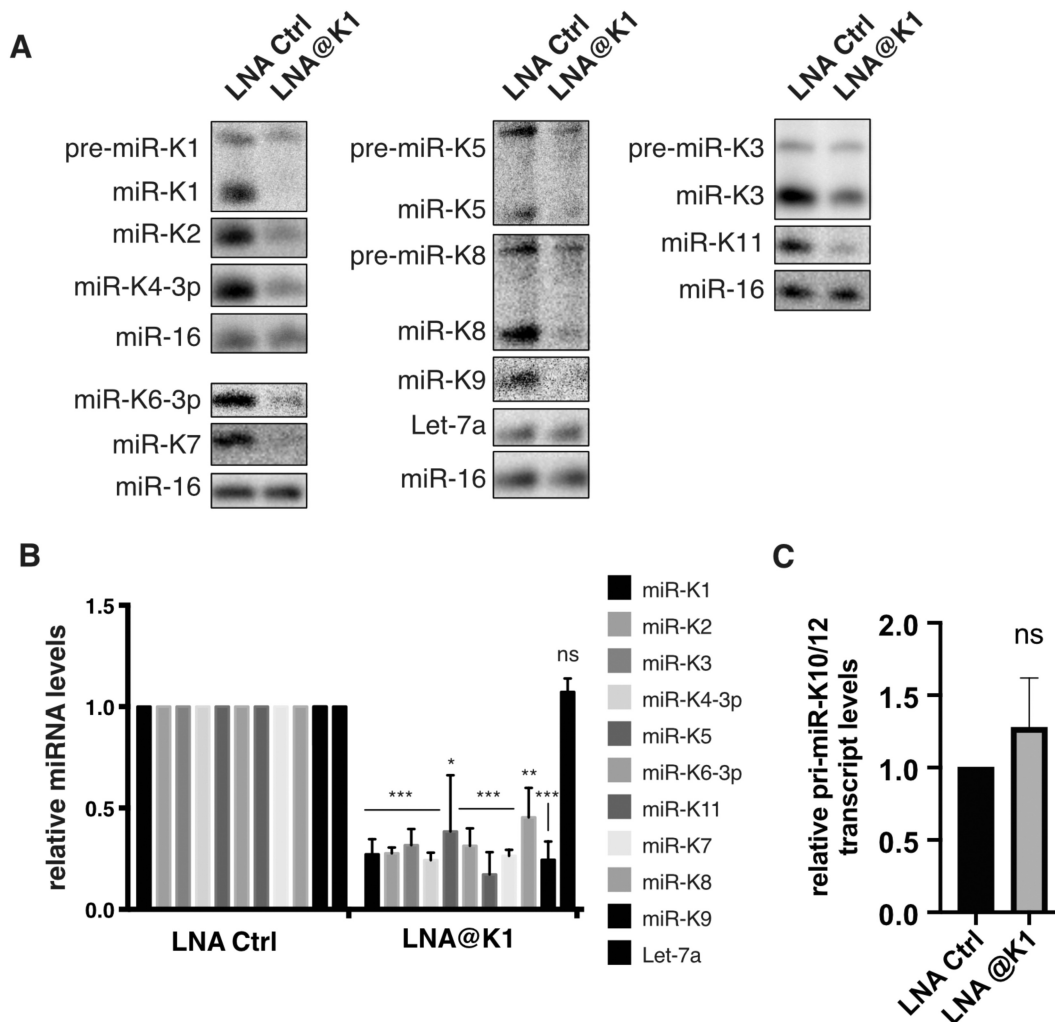 A
LNA Ctrl
LNA@K1
pre-miR-K1
miR-K1
miR-K2
miR-K4-3p
miR-16
miR-K6-3p
miR-K7
miR-16
LNA Ctrl
LNA@K1
pre-miR-K5
miR-K5
pre-miR-K8
miR-K8
miR-K9
Let-7a
miR-16
LNA Ctrl
LNA@K1
pre-miR-K3
miR-K3
miR-K11
miR-16
B
relative miRNA levels
1.5
1.0
0.5
0.0
***
*
***
**
***
ns
LNA Ctrl
LNA@K1
miR-K1
miR-K2
miR-K3
miR-K4-3p
miR-K5
miR-K6-3p
miR-K11
miR-K7
miR-K8
miR-K9
Let-7a
C
relative pri-miR-K10/12
transcript levels
2.0
1.5
1.0
0.5
0.0
ns
LNA Ctrl
LNA @K1